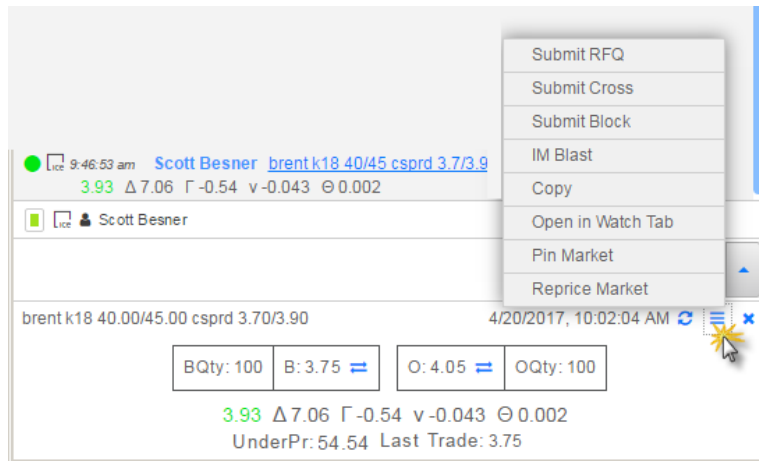 Submit RFQ
Submit Cross
Submit Block
IM Blast
Copy
Open in Watch Tab
Pin Market
Reprice Market
ice 9:46:53 am Scott Besner brent k18 40/45 csprd 3.7/3.9
3.93 Δ 7.06 Γ -0.54 ν -0.043 Θ 0.002
ice Scott Besner
brent k18 40.00/45.00 csprd 3.70/3.90 4/20/2017, 10:02:04 AM
BQty: 100 B: 3.75 O: 4.05 OQty: 100
3.93 Δ 7.06 Γ -0.54 ν -0.043 Θ 0.002
UnderPr: 54.54 Last Trade: 3.75